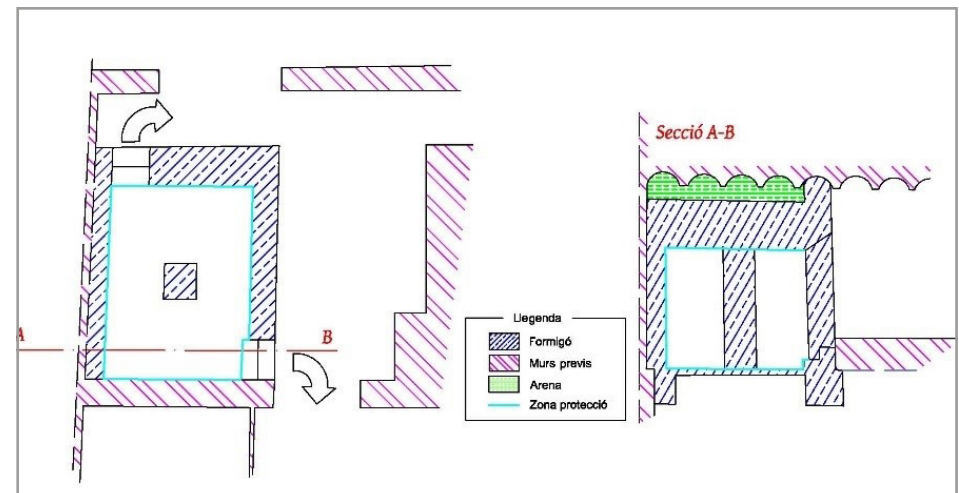 A
B
Secció A-B
Llegenda
Formigó
Murs previs
Arena
Zona protecció